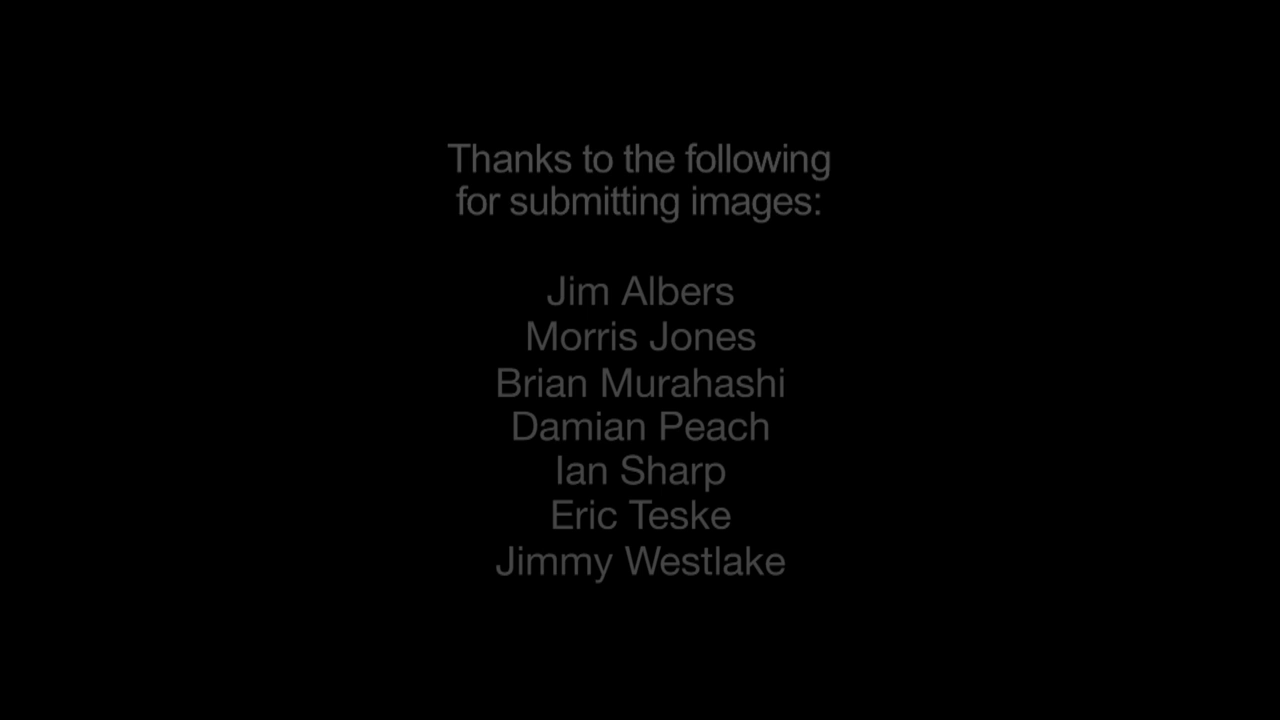 Thanks to the following
for submitting images:
Jim Albers
Morris Jones
Brian Murahashi
Damian Peach
Ian Sharp
Eric Teske
Jimmy Westlake